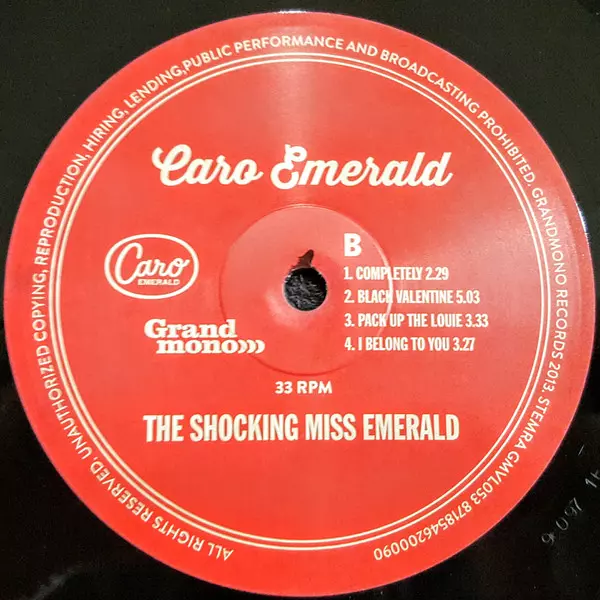 Caro Emerald
Caro
EMERALD
Grand
mono
B
1. COMPLETELY 2.29
2. BLACK VALENTINE 5.03
3. PACK UP THE LOUIE 3.33
4. I BELONG TO YOU 3.27
33 RPM
THE SHOCKING MISS EMERALD
ALL RIGHTS RESERVED, UNAUTHORIZED COPYING, REPRODUCTION, HIRING, LENDING,PUBLIC PERFORMANCE AND BROADCASTING PROHIBITED. GRANDMONO RECORDS 2013. STEMRA GMVL053 8718546200090